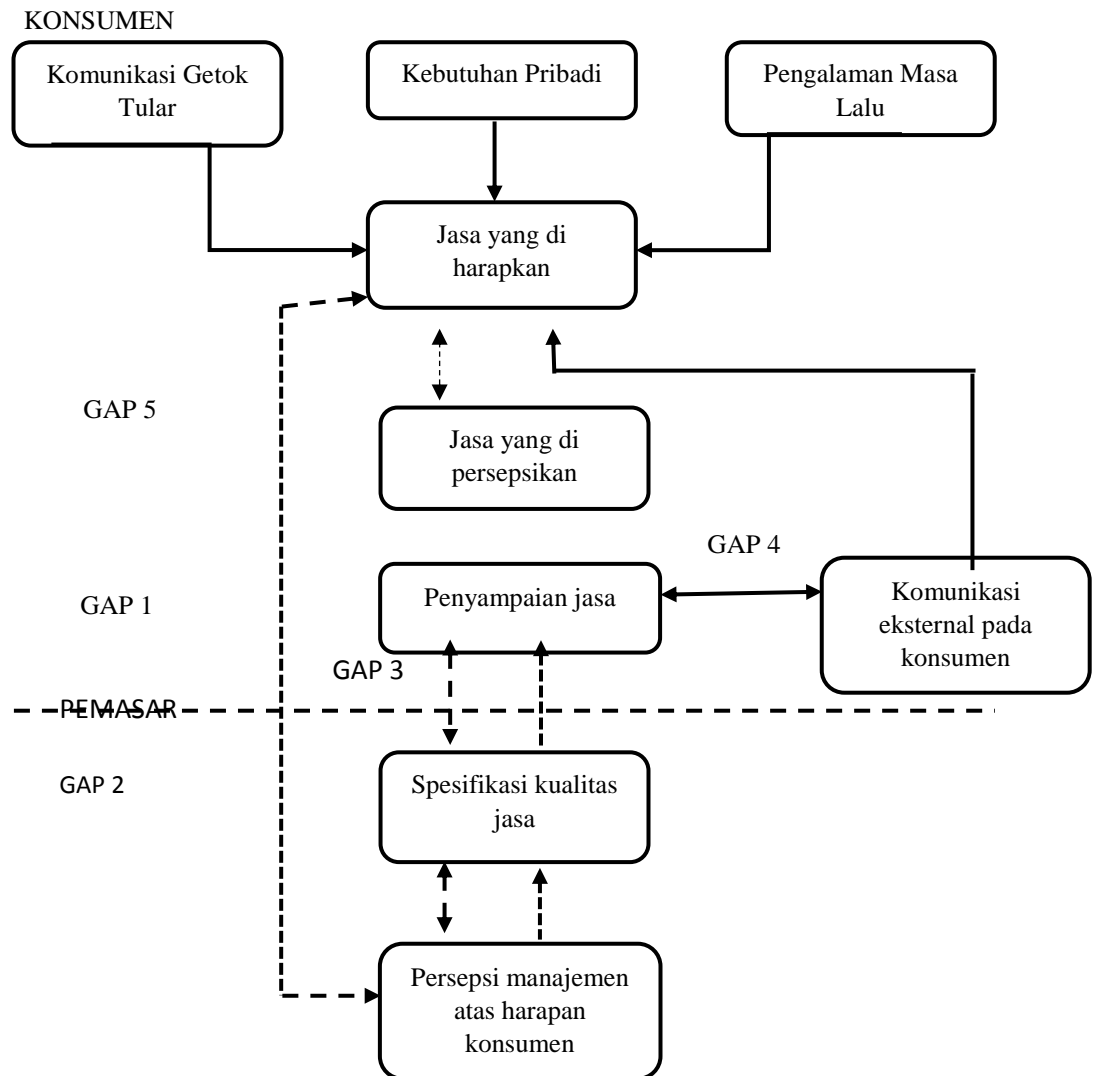 KONSUMEN
Komunikasi Getok
Tular
Kebutuhan Pribadi
Pengalaman Masa
Lalu
Jasa yang di
harapkan
GAP 5
Jasa yang di
persepsikan
GAP 4
GAP 1
Penyampaian jasa
Komunikasi
eksternal pada
konsumen
GAP 3
PEMASAR
GAP 2
Spesifikasi kualitas
jasa
Persepsi manajemen
atas harapan
konsumen